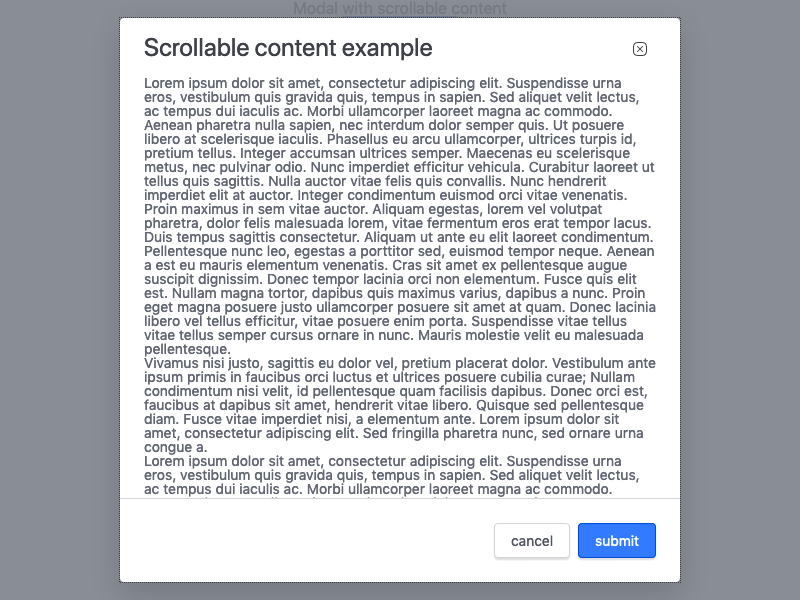 Modal with scrollable content
Scrollable content example
Lorem ipsum dolor sit amet, consectetur adipiscing elit. Suspendisse urna
eros, vestibulum quis gravida quis, tempus in sapien. Sed aliquet velit lectus,
ac tempus dui iaculis ac. Morbi ullamcorper laoreet magna ac commodo.
Aenean pharetra nulla sapien, nec interdum dolor semper quis. Ut posuere
libero at scelerisque iaculis. Phasellus eu arcu ullamcorper, ultrices turpis id,
pretium tellus. Integer accumsan ultrices semper. Maecenas eu scelerisque
metus, nec pulvinar odio. Nunc imperdiet efficitur vehicula. Curabitur laoreet ut
tellus quis sagittis. Nulla auctor vitae felis quis convallis. Nunc hendrerit
imperdiet elit at auctor. Integer condimentum euismod orci vitae venenatis.
Proin maximus in sem vitae auctor. Aliquam egestas, lorem vel volutpat
pharetra, dolor felis malesuada lorem, vitae fermentum eros erat tempor lacus.
Duis tempus sagittis consectetur. Aliquam ut ante eu elit laoreet condimentum.
Pellentesque nunc leo, egestas a porttitor sed, euismod tempor neque. Aenean
a est eu mauris elementum venenatis. Cras sit amet ex pellentesque augue
suscipit dignissim. Donec tempor lacinia orci non elementum. Fusce quis elit
est. Nullam magna tortor, dapibus quis maximus varius, dapibus a nunc. Proin
eget magna posuere justo ullamcorper posuere sit amet at quam. Donec lacinia
libero vel tellus efficitur, vitae posuere enim porta. Suspendisse vitae tellus
vitae tellus semper cursus ornare in nunc. Mauris molestie velit eu malesuada
pellentesque.
Vivamus nisi justo, sagittis eu dolor vel, pretium placerat dolor. Vestibulum ante
ipsum primis in faucibus orci luctus et ultrices posuere cubilia curae; Nullam
condimentum nisi velit, id pellentesque quam facilisis dapibus. Donec orci est,
faucibus at dapibus sit amet, hendrerit vitae libero. Quisque sed pellentesque
diam. Fusce vitae imperdiet nisi, a elementum ante. Lorem ipsum dolor sit
amet, consectetur adipiscing elit. Sed fringilla pharetra nunc, sed ornare urna
congue a.
Lorem ipsum dolor sit amet, consectetur adipiscing elit. Suspendisse urna
eros, vestibulum quis gravida quis, tempus in sapien. Sed aliquet velit lectus,
ac tempus dui iaculis ac. Morbi ullamcorper laoreet magna ac commodo.
cancel
submit